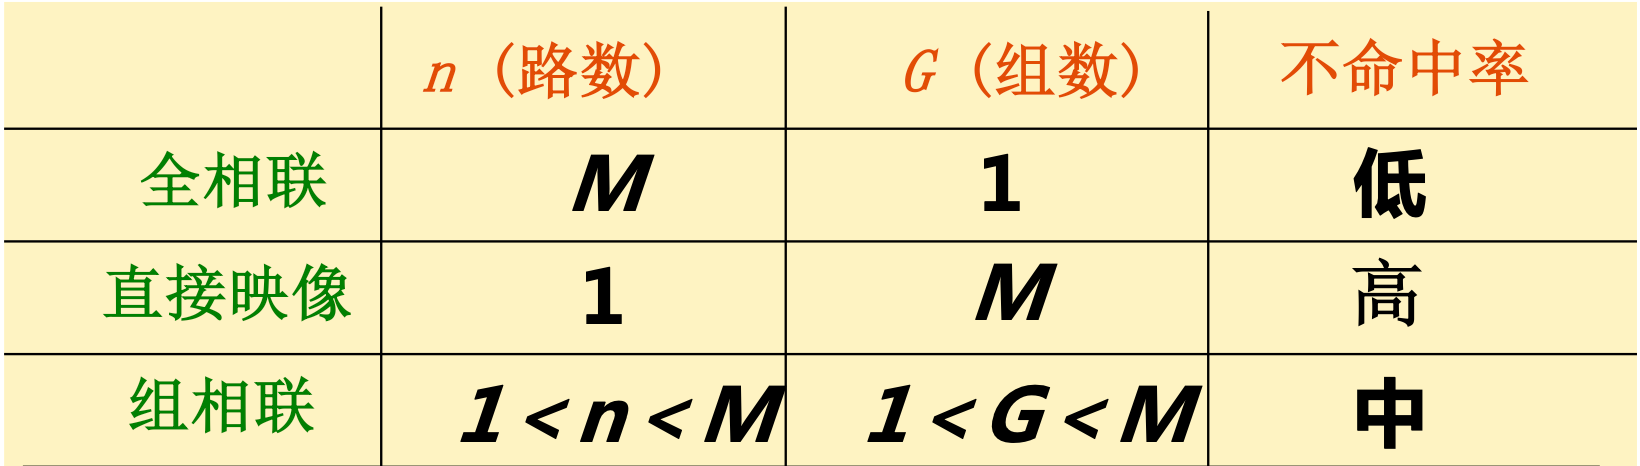 n（路数） G（组数） 不命中率
全相联 M 1 低
直接映像 1 M 高
组相联 1<n<M 1<G<M 中